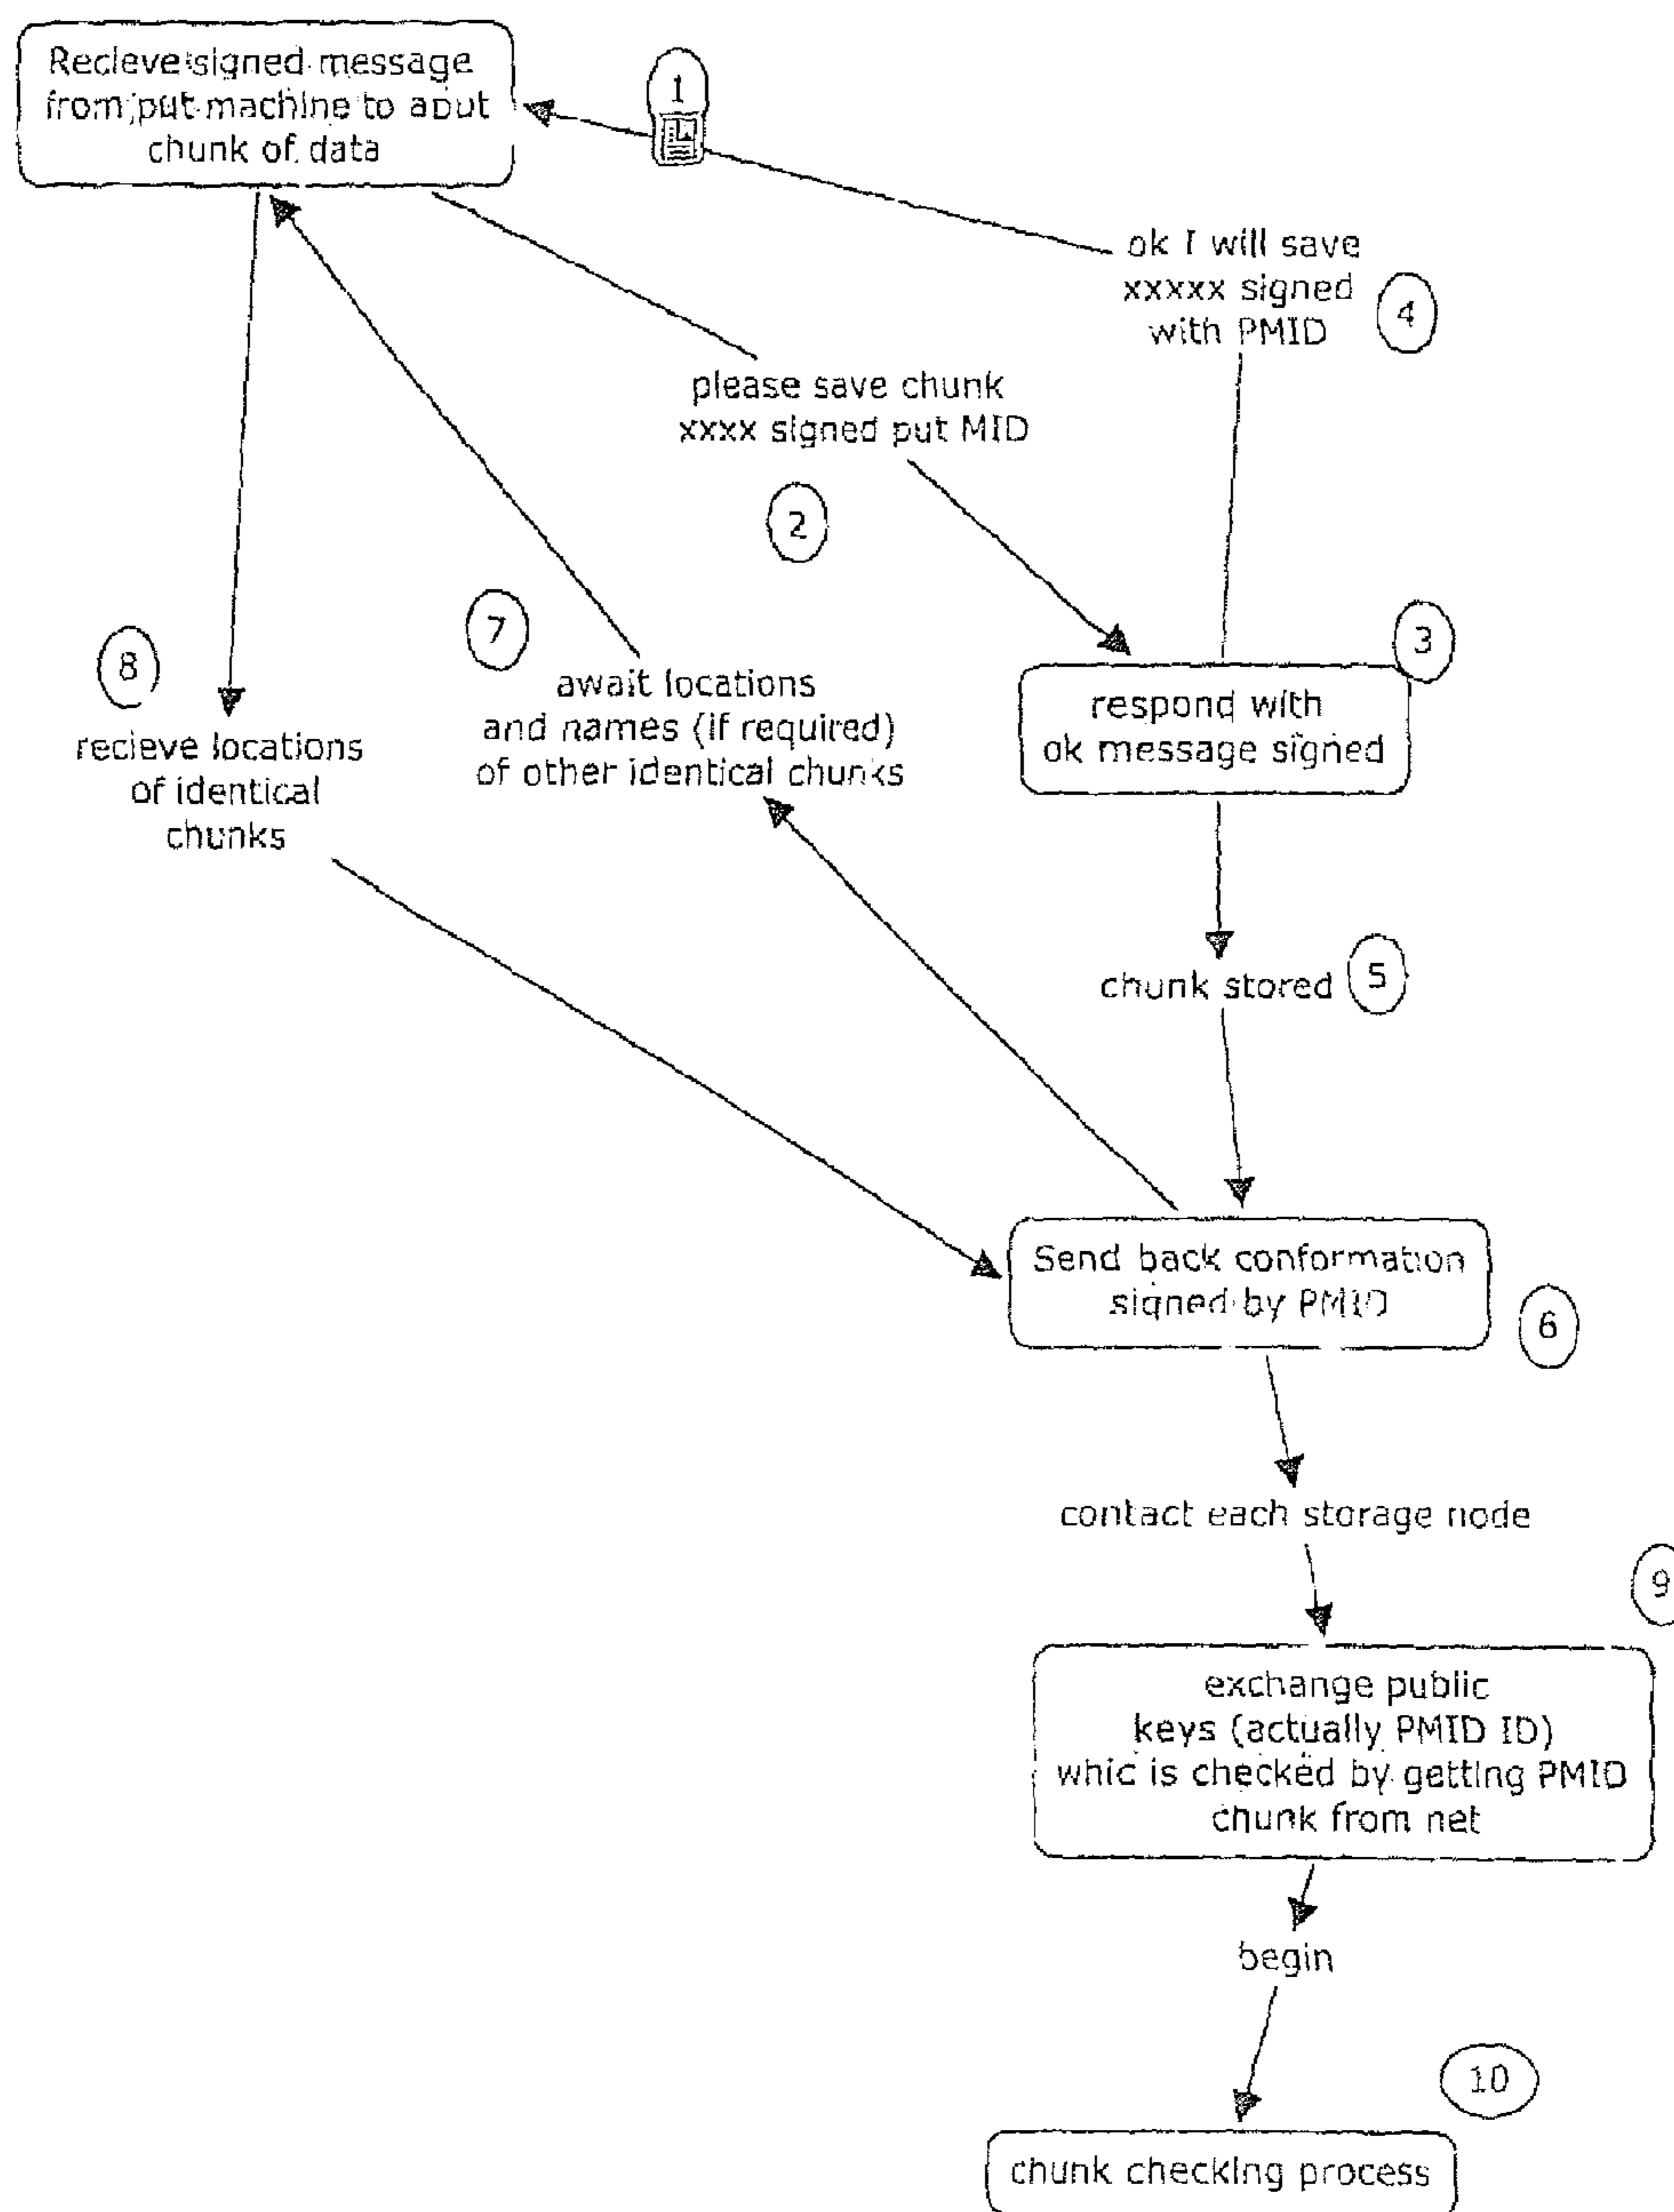 Recieve signed message
from put machine to aput
chunk of data
1
ok I will save
xxxxx signed
with PMID
4
please save chunk
xxxx signed put MID
2
3
respond with
ok message signed
7
await locations
and names (if required)
of other identical chunks
8
recieve locations
of identical
chunks
chunk stored
5
Send back conformation
signed by PMID
6
contact each storage node
9
exchange public
keys (actually PMID ID)
whic is checked by getting PMID
chunk from net
begin
10
chunk checking process